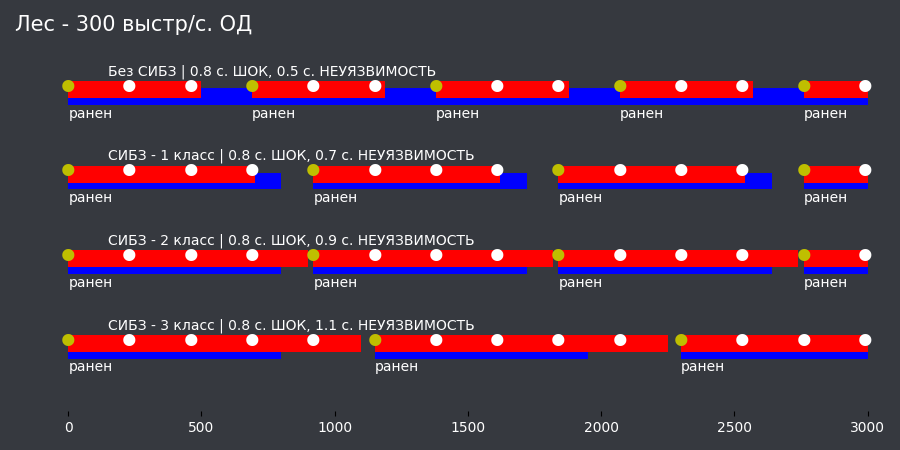 Лес - 300 выстр/с. ОД
Без СИБЗ | 0.8 с. ШОК, 0.5 с. НЕУЯЗВИМОСТЬ
ранен ранен ранен ранен ранен
СИБЗ - 1 класс | 0.8 с. ШОК, 0.7 с. НЕУЯЗВИМОСТЬ
ранен ранен ранен ранен
СИБЗ - 2 класс | 0.8 с. ШОК, 0.9 с. НЕУЯЗВИМОСТЬ
ранен ранен ранен ранен
СИБЗ - 3 класс | 0.8 с. ШОК, 1.1 с. НЕУЯЗВИМОСТЬ
ранен ранен ранен
0 500 1000 1500 2000 2500 3000